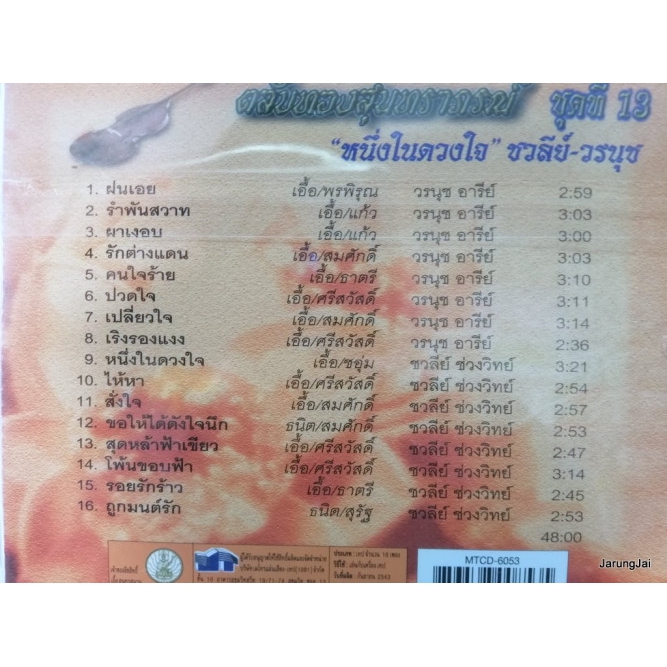 ตลับทองสุนทราภรณ์ ชุดที่ 13
"หนึ่งในดวงใจ" ชวลีย์-วรนุช
1. ฝนเอย เอื้อ/พรพิรุณ วรนุช อารีย์ 2:59
2. รำพันสวาท เอื้อ/แก้ว วรนุช อารีย์ 3:03
3. ผาเงอบ เอื้อ/แก้ว วรนุช อารีย์ 3:00
4. รักต่างแดน เอื้อ/สมศักดิ์ วรนุช อารีย์ 3:03
5. คนใจร้าย เอื้อ/ธาตรี วรนุช อารีย์ 3:10
6. ปวดใจ เอื้อ/ศรีสวัสดิ์ วรนุช อารีย์ 3:11
7. เปลี่ยวใจ เอื้อ/สมศักดิ์ วรนุช อารีย์ 3:14
8. เริงรองแงง เอื้อ/ศรีสวัสดิ์ วรนุช อารีย์ 2:36
9. หนึ่งในดวงใจ เอื้อ/ชอุ่ม ชวลีย์ ช่วงวิทย์ 3:21
10. ไห้หา เอื้อ/ศรีสวัสดิ์ ชวลีย์ ช่วงวิทย์ 2:54
11. สั่งใจ เอื้อ/สมศักดิ์ ชวลีย์ ช่วงวิทย์ 2:57
12. ขอให้ได้ดังใจนึก ธนิต/สมศักดิ์ ชวลีย์ ช่วงวิทย์ 2:53
13. สุดหล้าฟ้าเขียว เอื้อ/ศรีสวัสดิ์ ชวลีย์ ช่วงวิทย์ 2:47
14. โพ้นขอบฟ้า เอื้อ/ศรีสวัสดิ์ ชวลีย์ ช่วงวิทย์ 3:14
15. รอยรักร้าว เอื้อ/ธาตรี ชวลีย์ ช่วงวิทย์ 2:45
16. ถูกมนต์รัก ธนิต/สุรัฐ ชวลีย์ ช่วงวิทย์ 2:53
48:00
MTCD-6053
JarungJai